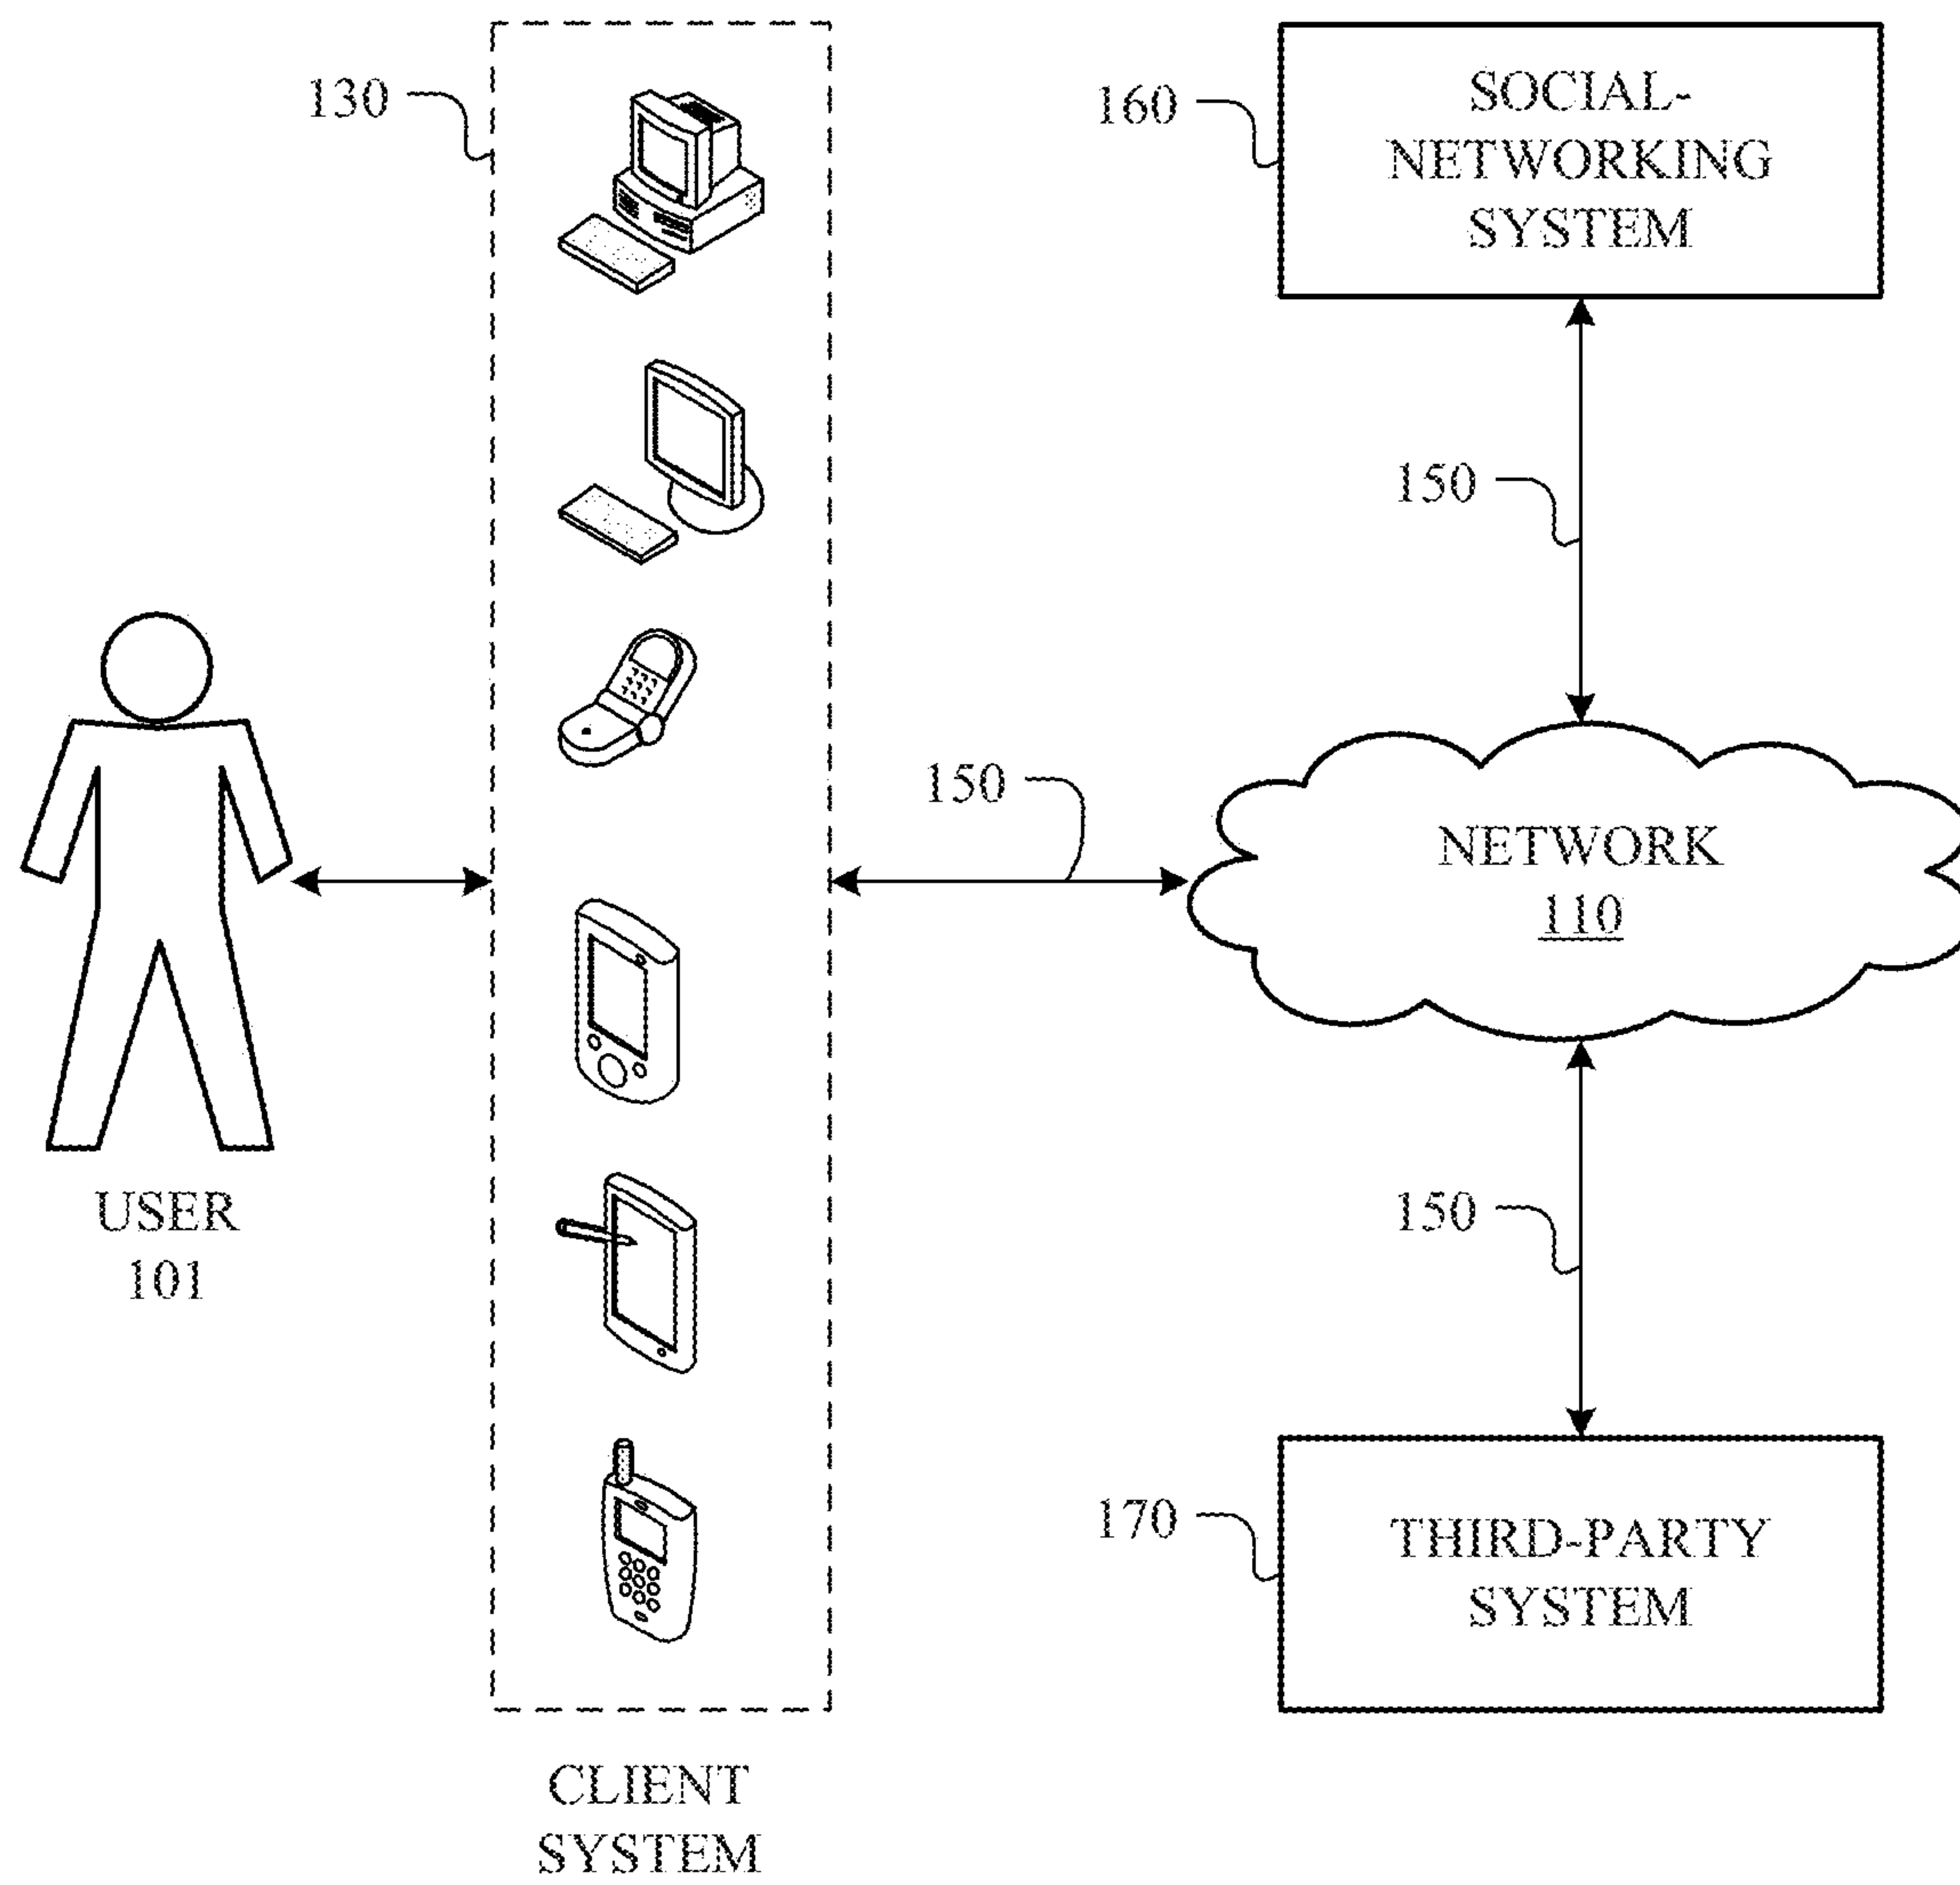 130
160
SOCIAL-
NETWORKING
SYSTEM
150
150
NETWORK
110
USER
101
150
170
THIRD-PARTY
SYSTEM
CLIENT
SYSTEM